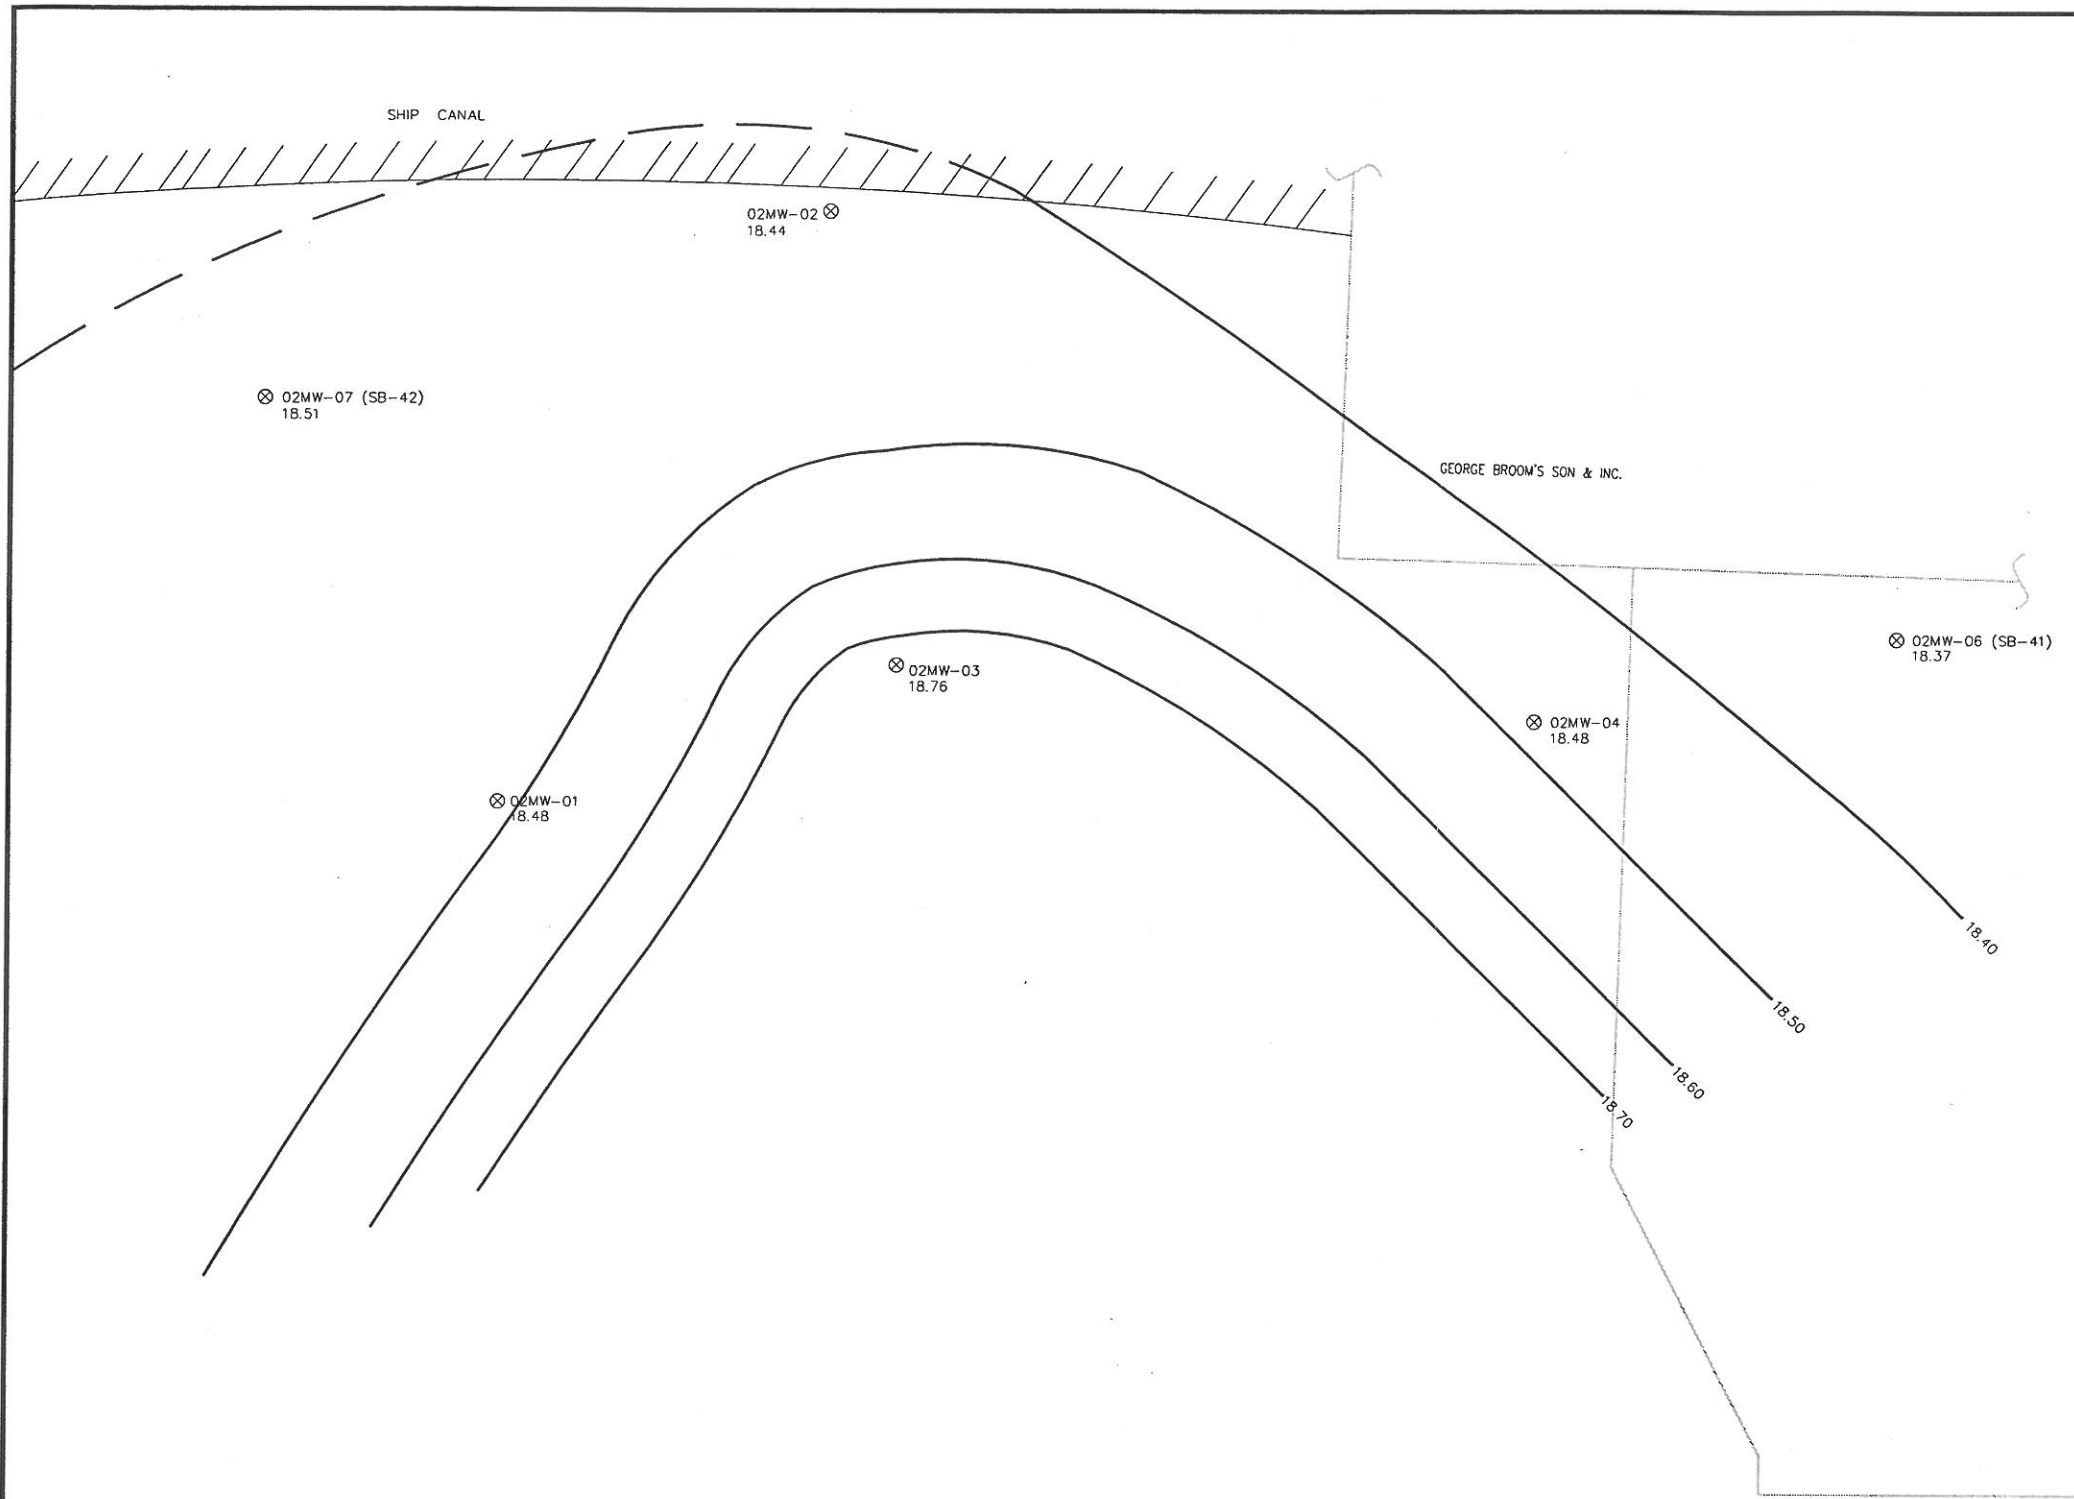 SHIP CANAL
02MW-02
18.44
02MW-07 (SB-42)
18.51
GEORGE BROOM'S SON & INC.
02MW-06 (SB-41)
18.37
02MW-03
18.76
02MW-04
18.48
02MW-01
18.48
18.40
18.50
18.60
18.70